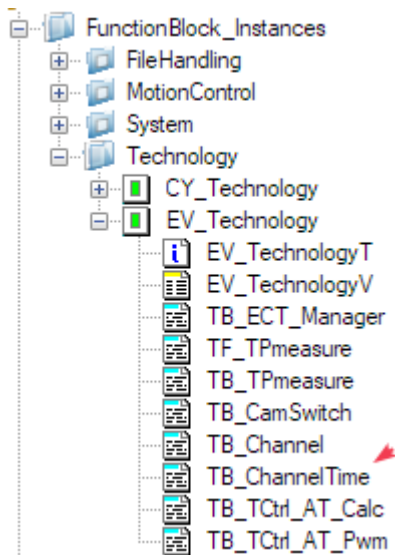 FunctionBlock_Instances
FileHandling
MotionControl
System
Technology
CY_Technology
EV_Technology
EV_TechnologyT
EV_TechnologyV
TB_ECT_Manager
TF_TPmeasure
TB_TPmeasure
TB_CamSwitch
TB_Channel
TB_ChannelTime
TB_TCtrl_AT_Calc
TB_TCtrl_AT_Pwm